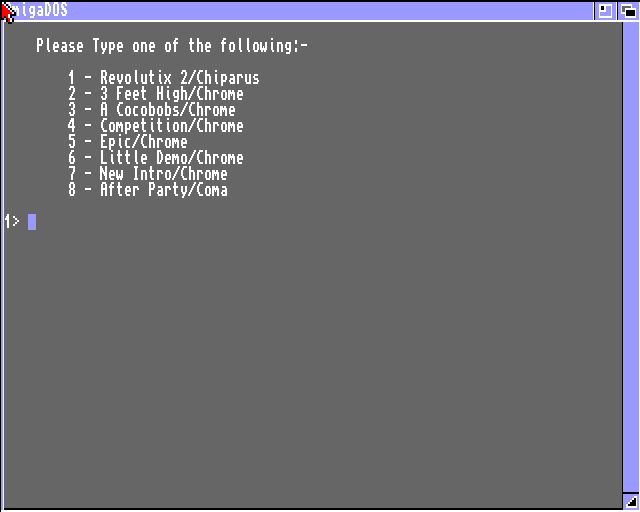 AmigaDOS
Please Type one of the following:-
1 - Revolutix 2/Chiparus
2 - 3 Feet High/Chrome
3 - A Cocobobs/Chrome
4 - Competition/Chrome
5 - Epic/Chrome
6 - Little Demo/Chrome
7 - New Intro/Chrome
8 - After Party/Coma
1>